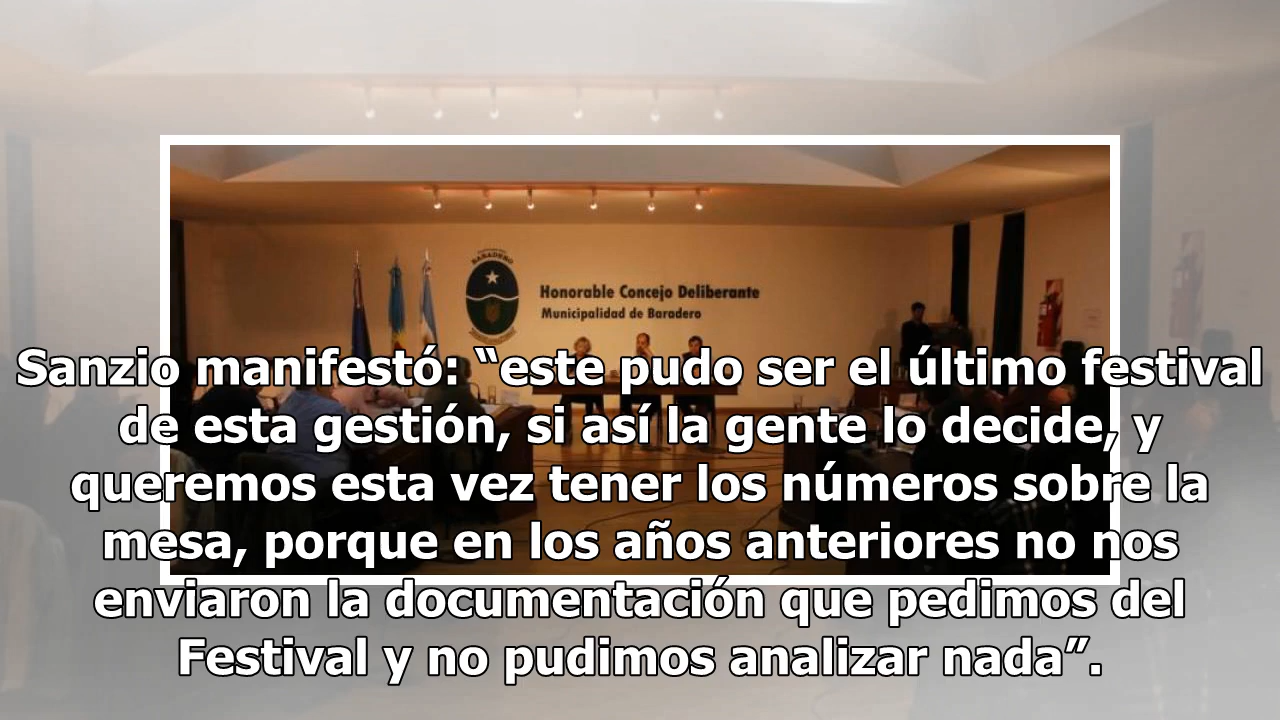 BARADERO
Honorable Concejo Deliberante
Municipalidad de Baradero
Sanzio manifestó: “este pudo ser el último festival
de esta gestión, si así la gente lo decide, y
queremos esta vez tener los números sobre la
mesa, porque en los años anteriores no nos
enviaron la documentación que pedimos del
Festival y no pudimos analizar nada”.